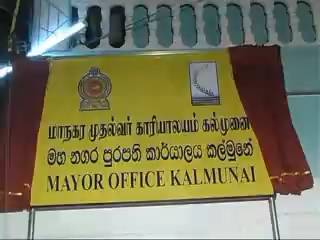 மாநகர முதல்வர் காரியாலயம் கல்முனை
මහ නගර පුරපති කාර්යාලය කල්මුනේ
MAYOR OFFICE KALMUNAI